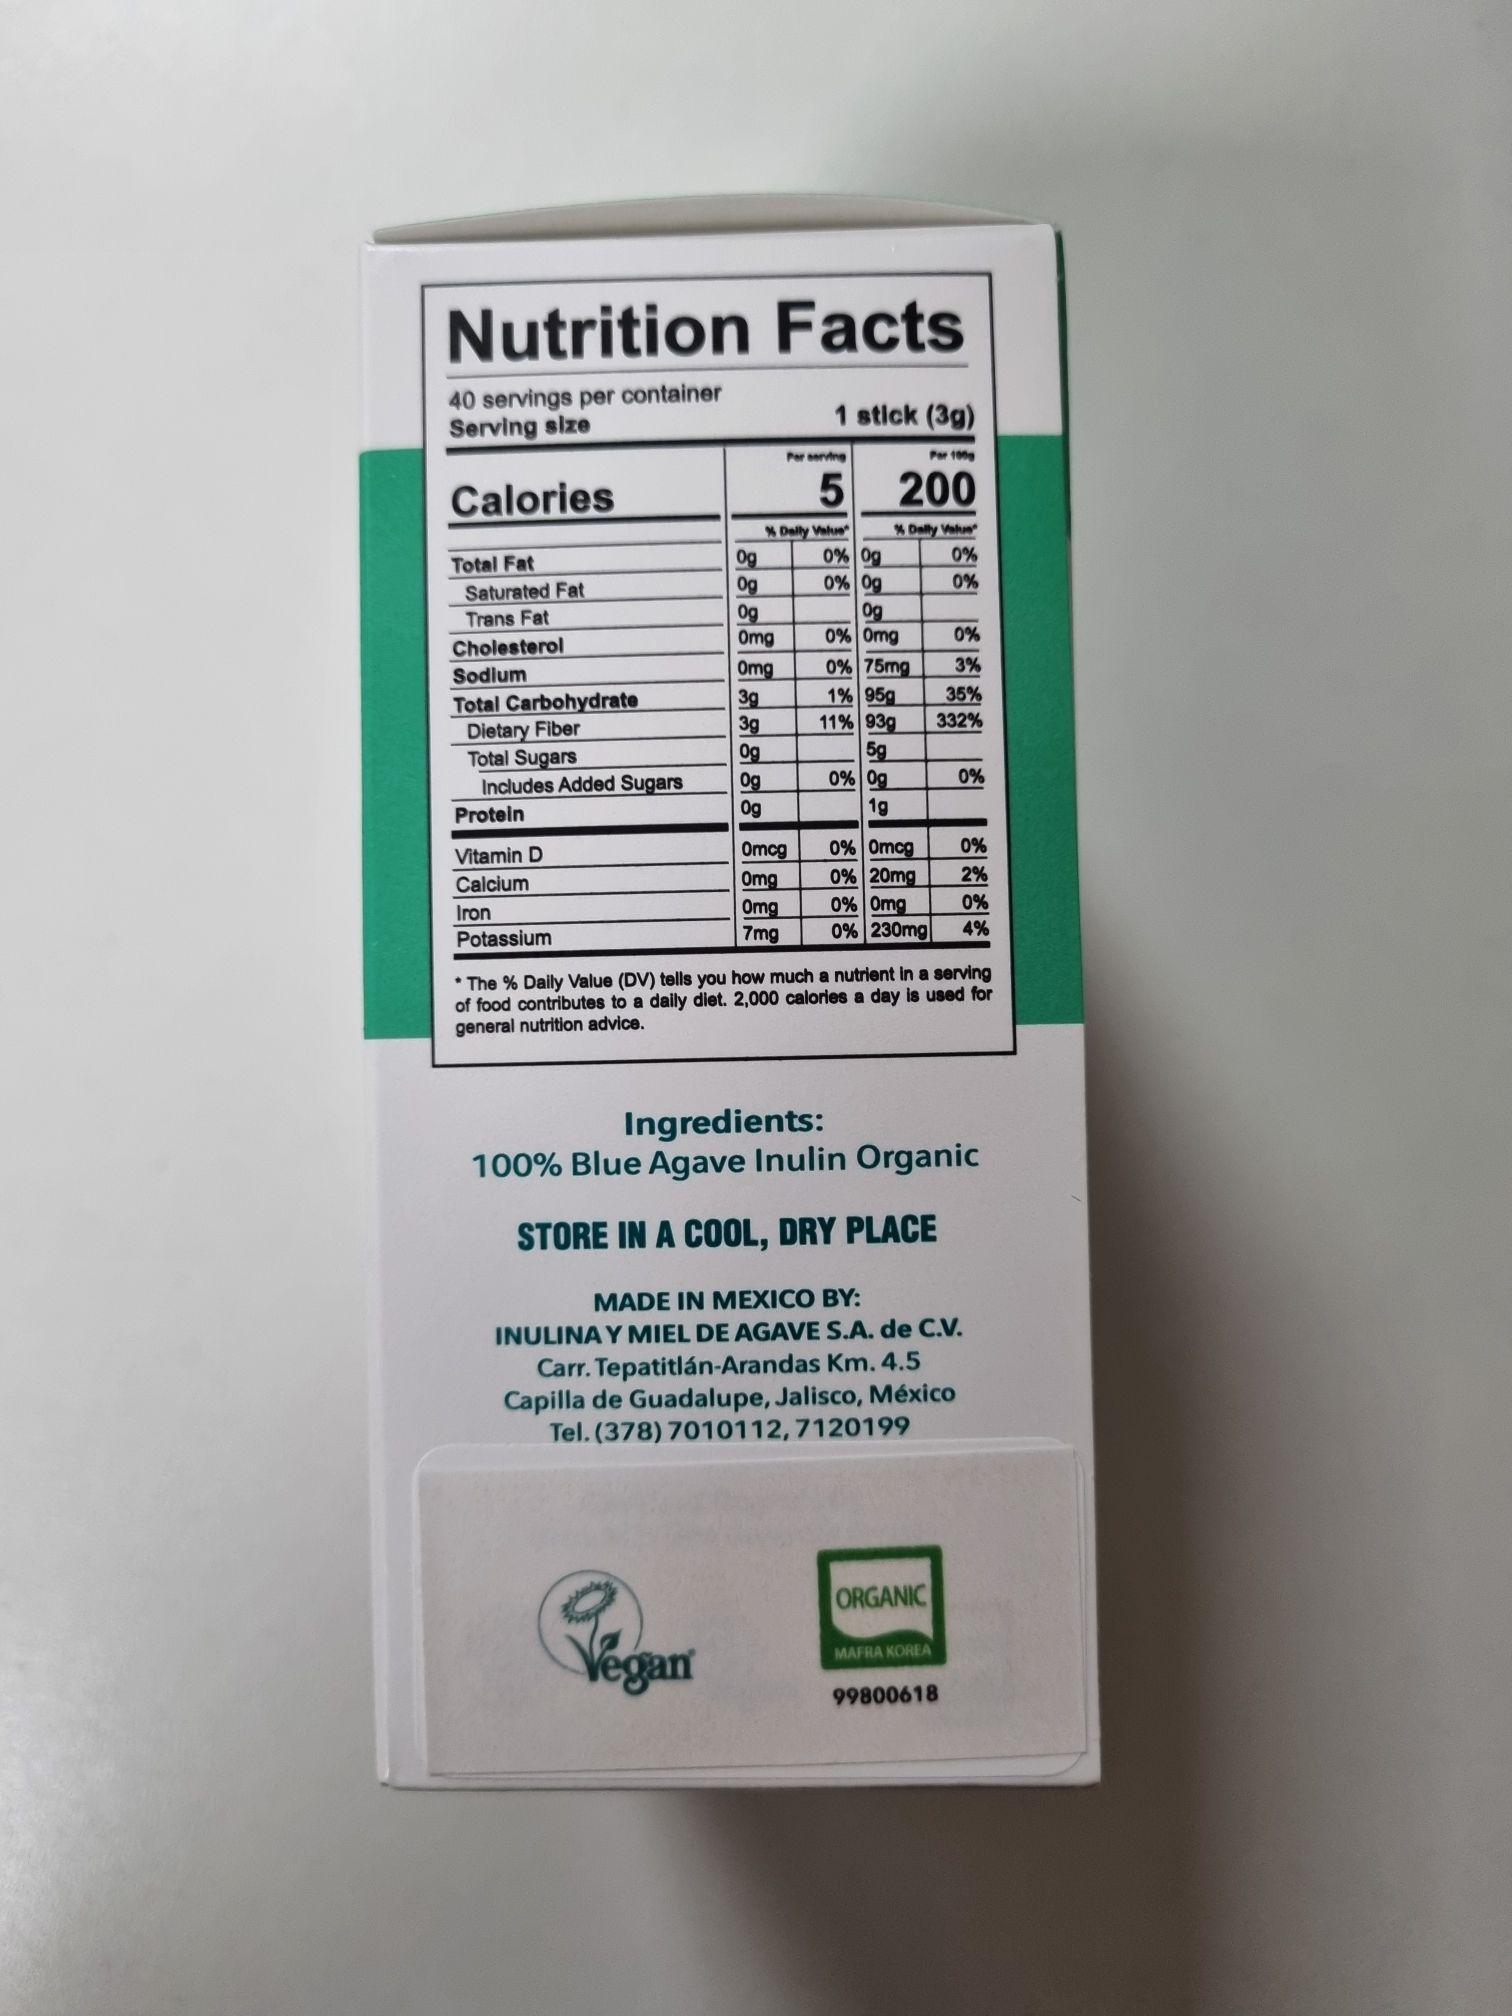 Nutrition Facts
40 servings per container
Serving size 1 stick (3g)
Per serving Per 100g
Calories 5 200
% Daily Value* % Daily Value*
Total Fat 0g 0% 0g 0%
Saturated Fat 0g 0% 0g 0%
Trans Fat 0g 0g
Cholesterol 0mg 0% 0mg 0%
Sodium 0mg 0% 75mg 3%
Total Carbohydrate 3g 1% 95g 35%
Dietary Fiber 3g 11% 93g 332%
Total Sugars 0g 5g
Includes Added Sugars 0g 0% 0g 0%
Protein 0g 1g
Vitamin D 0mcg 0% 0mcg 0%
Calcium 0mg 0% 20mg 2%
Iron 0mg 0% 0mg 0%
Potassium 7mg 0% 230mg 4%
* The % Daily Value (DV) tells you how much a nutrient in a serving
of food contributes to a daily diet. 2,000 calories a day is used for
general nutrition advice.
Ingredients:
100% Blue Agave Inulin Organic
STORE IN A COOL, DRY PLACE
MADE IN MEXICO BY:
INULINA Y MIEL DE AGAVE S.A. de C.V.
Carr. Tepatitlán-Arandas Km. 4.5
Capilla de Guadalupe, Jalisco, México
Tel. (378) 7010112, 7120199
Vegan
ORGANIC
MAFRA KOREA
99800618